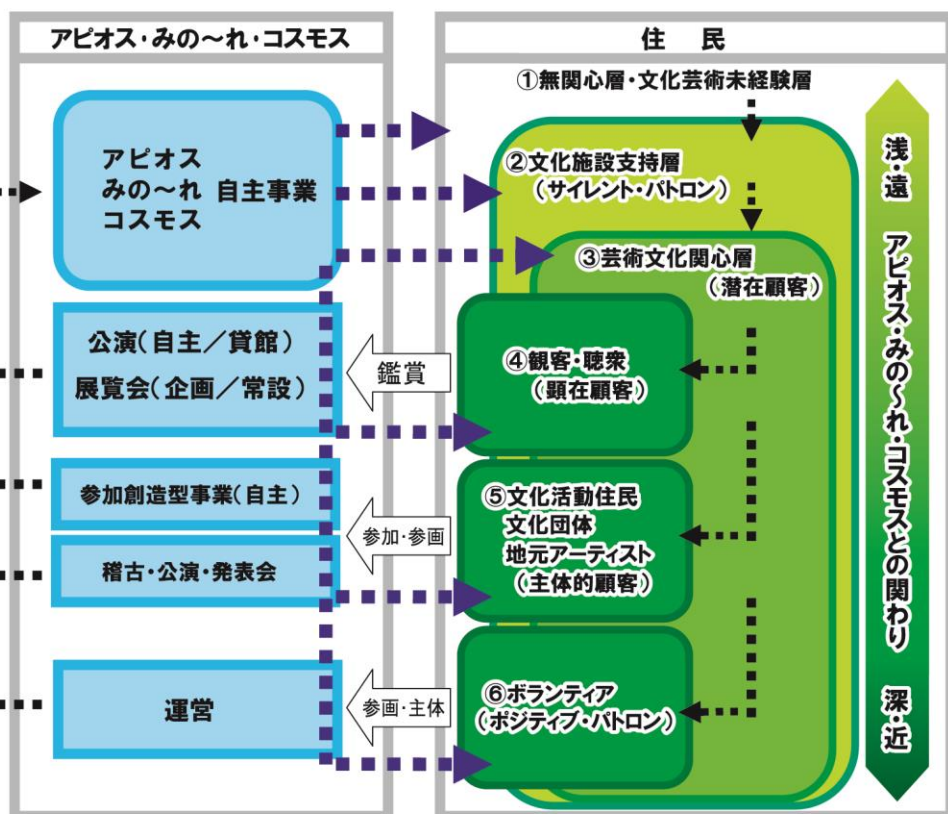 アピオス・みの～れ・コスモス
アピオス
みの～れ 自主事業
コスモス
公演(自主／貸館)
展覧会(企画／常設)
参加創造型事業(自主)
稽古・公演・発表会
運営
鑑賞
参加・参画
参画・主体
住 民
①無関心層・文化芸術未経験層
②文化施設支持層
(サイレント・パトロン)
③芸術文化関心層
(潜在顧客)
④観客・聴衆
(顕在顧客)
⑤文化活動住民
文化団体
地元アーティスト
(主体的顧客)
⑥ボランティア
(ポジティブ・パトロン)
浅・遠 アピオス・みの～れ・コスモスとの関わり 深・近